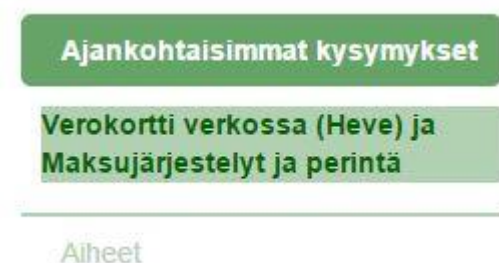 Ajankohtaisimmat kysymykset
Verokortti verkossa (Heve) ja
Maksujärjestelyt ja perintä
Aiheet